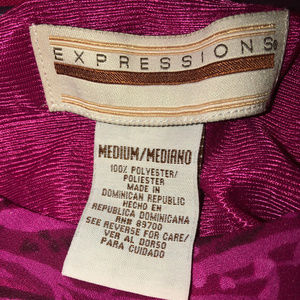 EXPRESSIONS
MEDIUM/MEDIANO
100% POLYESTER/
POLIESTER
MADE IN
DOMINICAN REPUBLIC
HECHO EN
REPUBLICA DOMINICANA
RN# 69700
SEE REVERSE FOR CARE/
VER AL DORSO
PARA CUIDADO